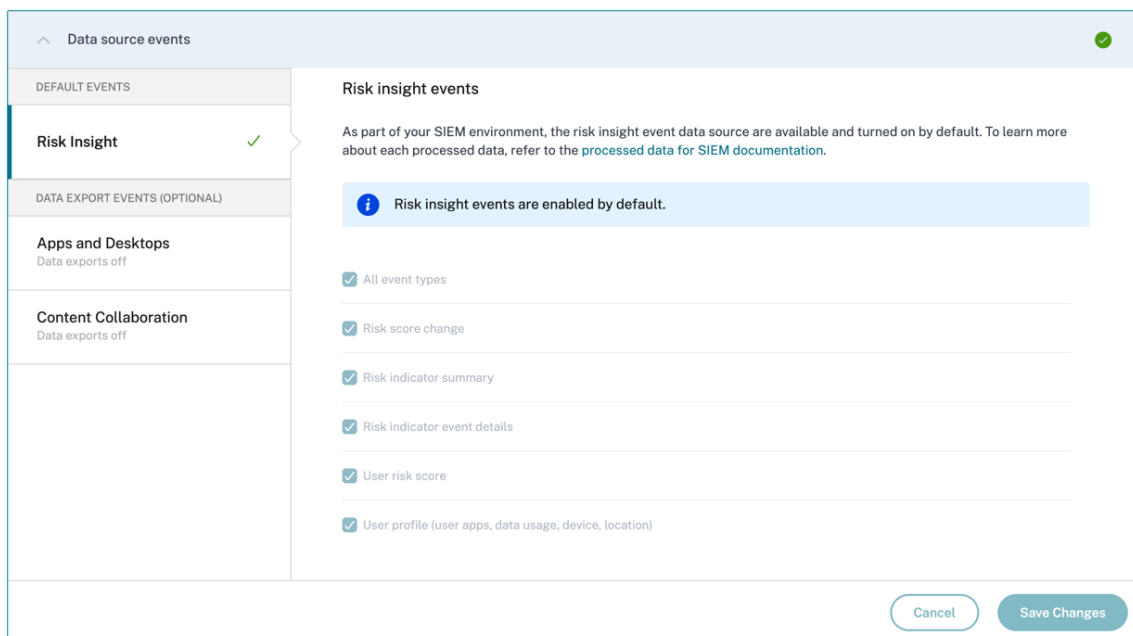 Data source events
DEFAULT EVENTS
Risk Insight
DATA EXPORT EVENTS (OPTIONAL)
Apps and Desktops
Data exports off
Content Collaboration
Data exports off
Risk insight events
As part of your SIEM environment, the risk insight event data source are available and turned on by default. To learn more
about each processed data, refer to the processed data for SIEM documentation.
Risk insight events are enabled by default.
All event types
Risk score change
Risk indicator summary
Risk indicator event details
User risk score
User profile (user apps, data usage, device, location)
Cancel
Save Changes